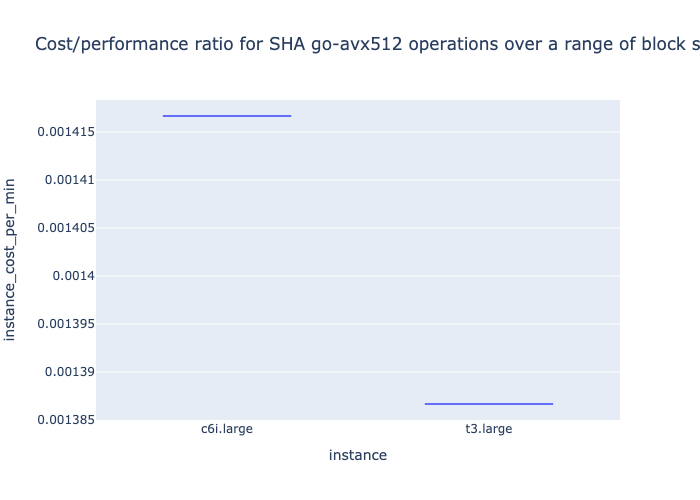 Cost/performance ratio for SHA go-avx512 operations over a range of block s
0.001415
0.00141
0.001405
0.0014
0.001395
0.00139
0.001385
instance_cost_per_min
c6i.large
t3.large
instance